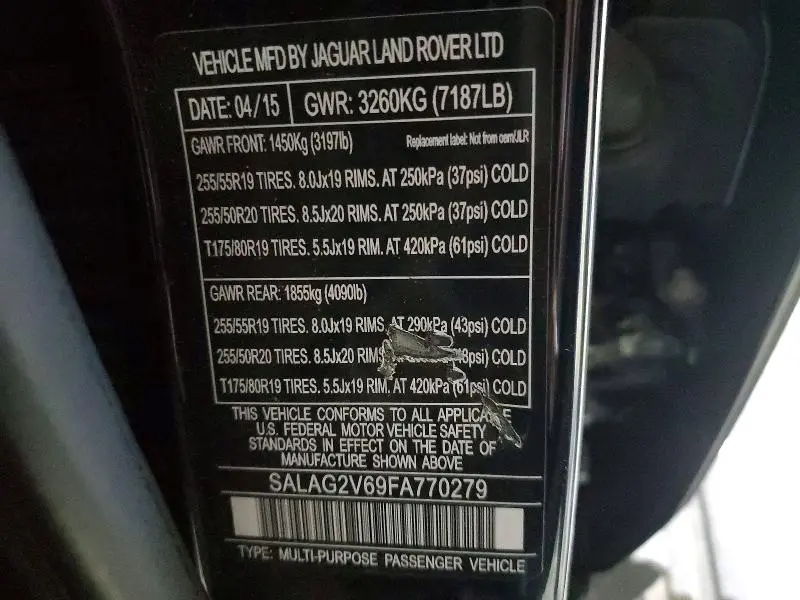 VEHICLE MFD BY JAGUAR LAND ROVER LTD
DATE: 04/15 GWR: 3260KG (7187LB)
GAWR FRONT: 1450Kg (3197lb) Replacement label: Not from oem/JLR
255/55R19 TIRES. 8.0Jx19 RIMS. AT 250kPa (37psi) COLD
255/50R20 TIRES. 8.5Jx20 RIMS. AT 250kPa (37psi) COLD
T175/80R19 TIRES. 5.5Jx19 RIM. AT 420kPa (61psi) COLD
GAWR REAR: 1855kg (4090lb)
255/55R19 TIRES. 8.0Jx19 RIMS. AT 290kPa (43psi) COLD
255/50R20 TIRES. 8.5Jx20 RIMS COLD
T175/80R19 TIRES. 5.5Jx19 RIM. AT 420kPa (61psi) COLD
THIS VEHICLE CONFORMS TO ALL APPLICABLE
U.S. FEDERAL MOTOR VEHICLE SAFETY
STANDARDS IN EFFECT ON THE DATE OF
MANUFACTURE SHOWN ABOVE
SALAG2V69FA770279
TYPE: MULTI-PURPOSE PASSENGER VEHICLE